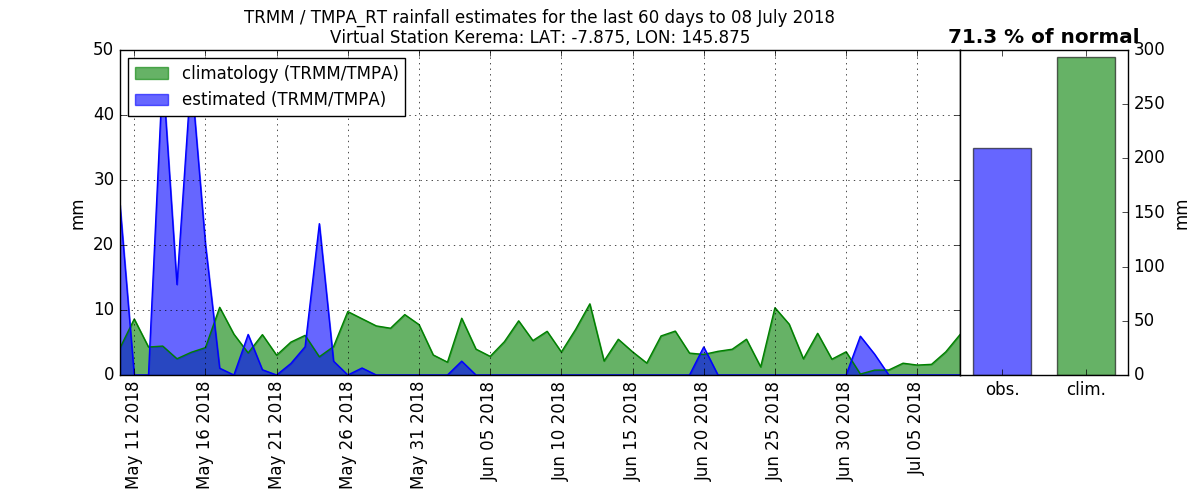 TRMM / TMPA_RT rainfall estimates for the last 60 days to 08 July 2018
Virtual Station Kerema: LAT: -7.875, LON: 145.875
71.3 % of normal
climatology (TRMM/TMPA)
estimated (TRMM/TMPA)
50
40
30
20
10
0
mm
May 11 2018
May 16 2018
May 21 2018
May 26 2018
May 31 2018
Jun 05 2018
Jun 10 2018
Jun 15 2018
Jun 20 2018
Jun 25 2018
Jun 30 2018
Jul 05 2018
obs.
clim.
300
250
200
150
100
50
0
mm